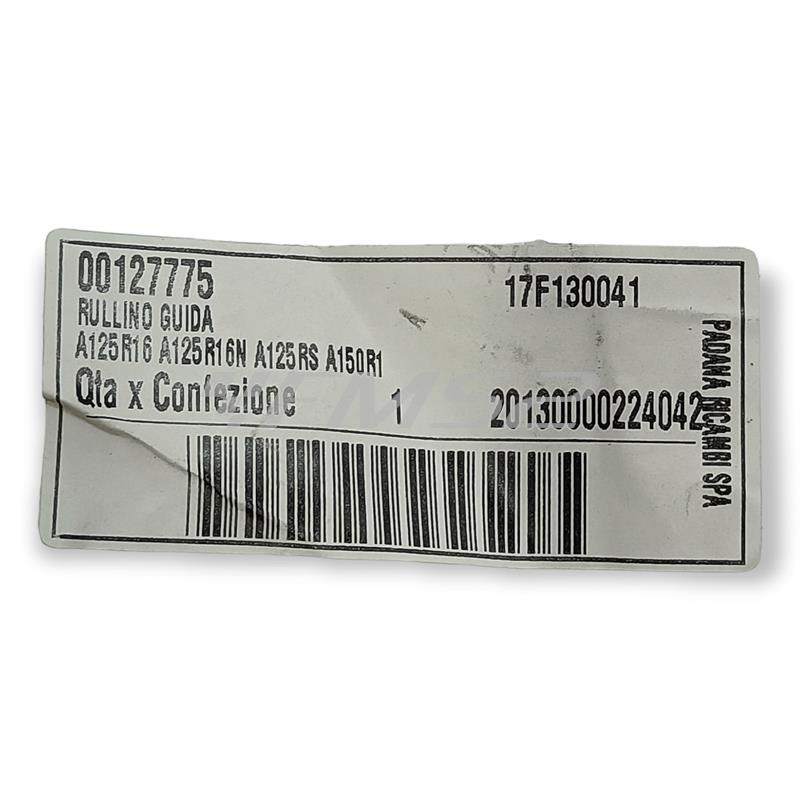 00127775
17F130041
RULLINO GUIDA
A125R16 A125R16N A125RS A150R1
Qta x Confezione 1 20130000224042
PADANA RICAMBI SPA